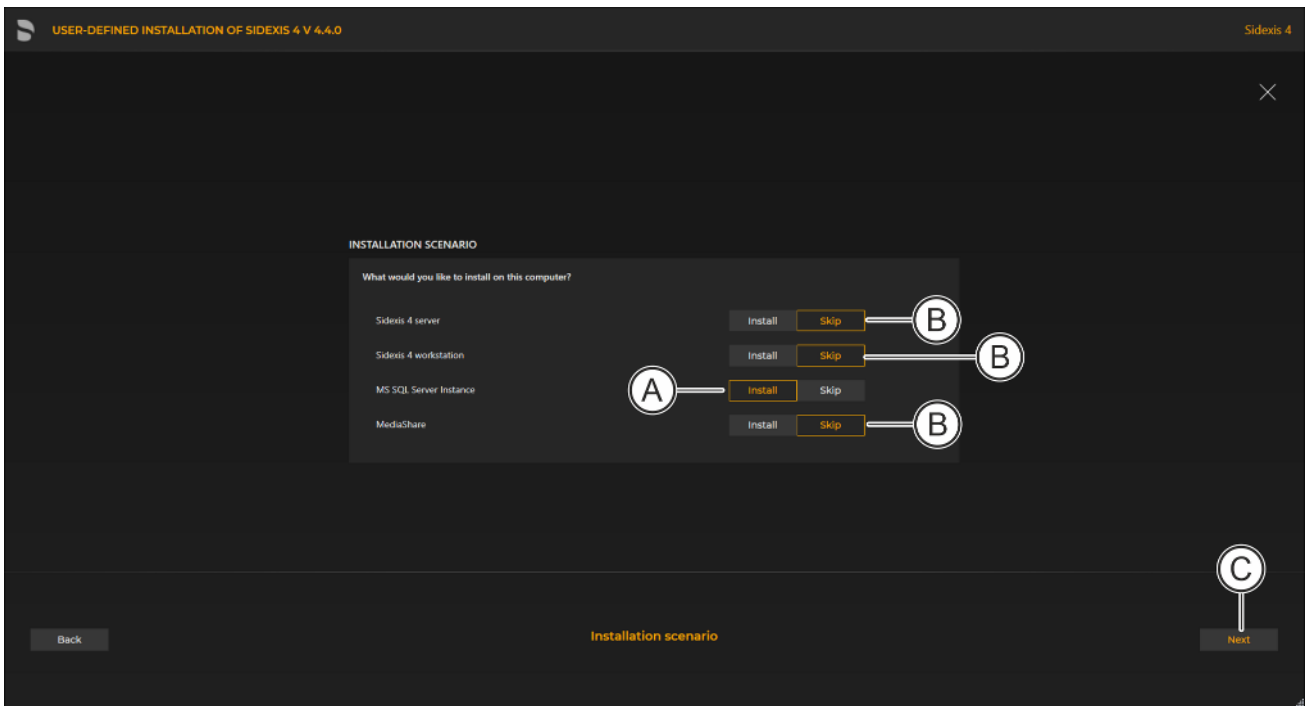 USER-DEFINED INSTALLATION OF SIDEXIS 4 V 4.4.0 Sidexis 4
INSTALLATION SCENARIO
What would you like to install on this computer?
Sidexis 4 server Install Skip B
Sidexis 4 workstation Install Skip B
MS SQL Server Instance A Install Skip
MediaShare Install Skip B
C
Back Installation scenario Next